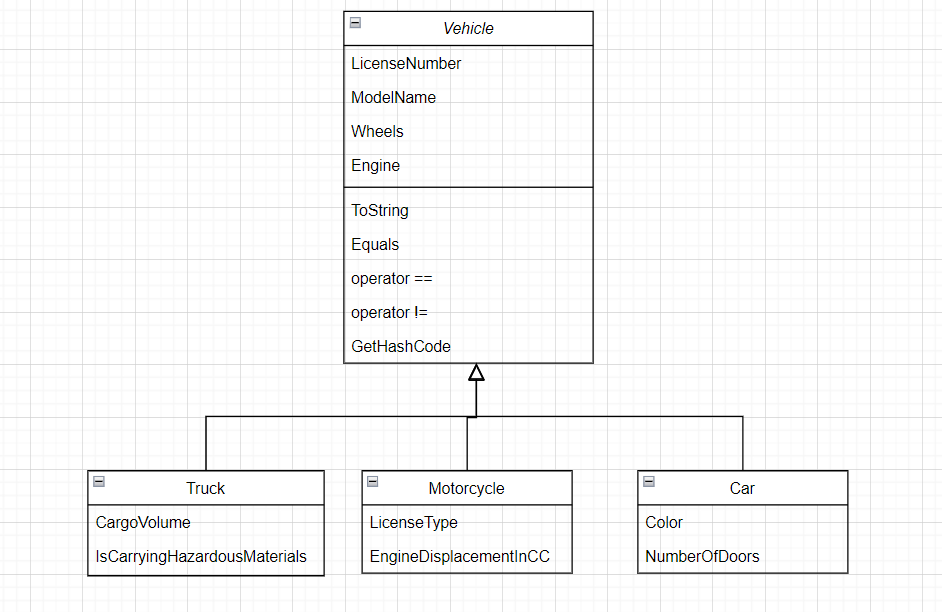 Vehicle
LicenseNumber
ModelName
Wheels
Engine
ToString
Equals
operator ==
operator !=
GetHashCode
Truck
CargoVolume
IsCarryingHazardousMaterials
Motorcycle
LicenseType
EngineDisplacementInCC
Car
Color
NumberOfDoors